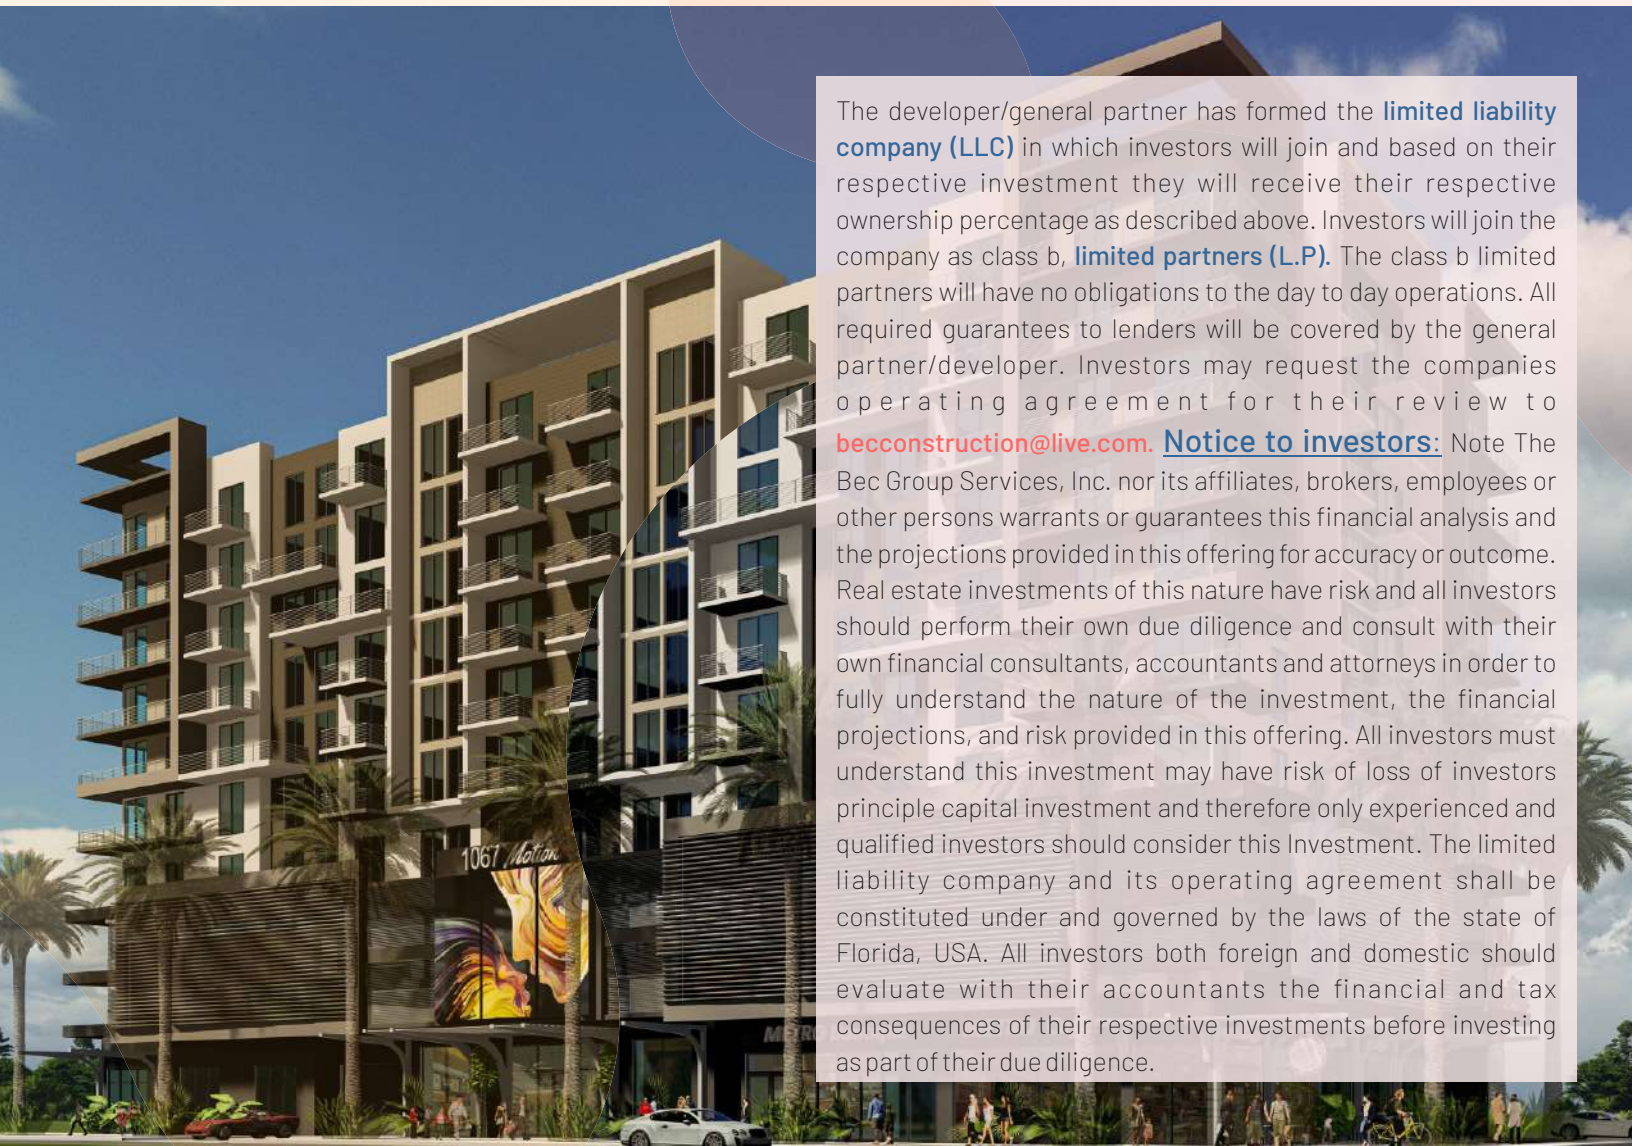 The developer/general partner has formed the limited liability
company (LLC) in which investors will join and based on their
respective investment they will receive their respective
ownership percentage as described above. Investors will join the
company as class b, limited partners (L.P). The class b limited
partners will have no obligations to the day to day operations. All
required guarantees to lenders will be covered by the general
partner/developer. Investors may request the companies
operating agreement for their review to
becconstruction@live.com. Notice to investors: Note The
Bec Group Services, Inc. nor its affiliates, brokers, employees or
other persons warrants or guarantees this financial analysis and
the projections provided in this offering for accuracy or outcome.
Real estate investments of this nature have risk and all investors
should perform their own due diligence and consult with their
own financial consultants, accountants and attorneys in order to
fully understand the nature of the investment, the financial
projections, and risk provided in this offering. All investors must
understand this investment may have risk of loss of investors
principle capital investment and therefore only experienced and
qualified investors should consider this Investment. The limited
liability company and its operating agreement shall be
constituted under and governed by the laws of the state of
Florida, USA. All investors both foreign and domestic should
evaluate with their accountants the financial and tax
consequences of their respective investments before investing
as part of their due diligence.
1067 Motion